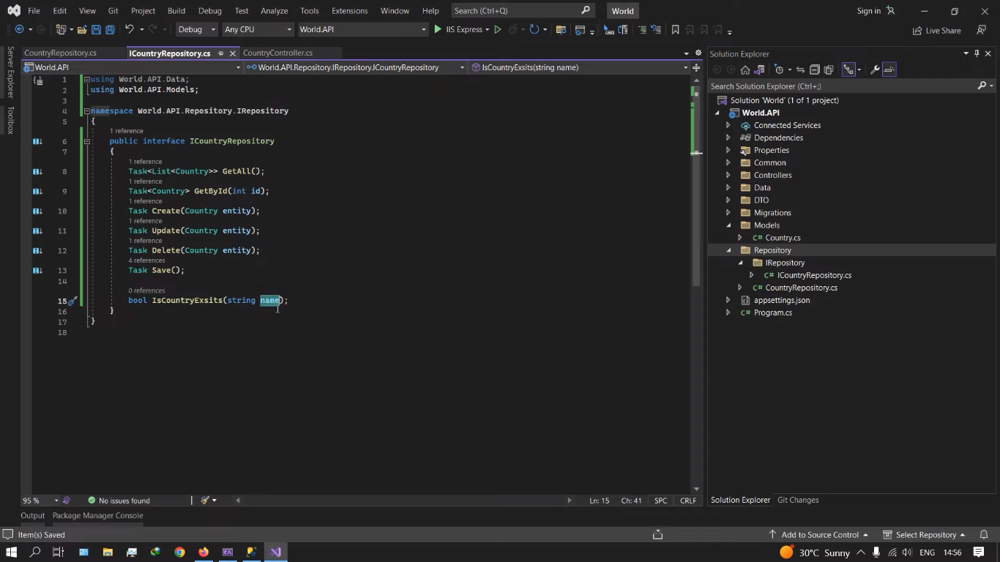 File Edit View Git Project Build Debug Test Analyze Tools Extensions Window Help Search (Ctrl+Q) World Sign in
Debug Any CPU World.API IIS Express Live Share
Server Explorer
Toolbox
CountryRepository.cs ICountryRepository.cs CountryController.cs
World.API World.API.Repository.IRepository.ICountryRepository IsCountryExsits(string name)
1 using World.API.Data;
2 using World.API.Models;
3
4 namespace World.API.Repository.IRepository
5 {
1 reference
6 public interface ICountryRepository
7 {
1 reference
8 Task<List<Country>> GetAll();
1 reference
9 Task<Country> GetById(int id);
1 reference
10 Task Create(Country entity);
1 reference
11 Task Update(Country entity);
1 reference
12 Task Delete(Country entity);
4 references
13 Task Save();
14
0 references
15 bool IsCountryExsits(string name);
16 }
17 }
18
95 % No issues found Ln: 15 Ch: 41 SPC CRLF
Output Package Manager Console
Solution Explorer
Search Solution Explorer (Ctrl+;)
Solution 'World' (1 of 1 project)
World.API
Connected Services
Dependencies
Properties
Common
Controllers
Data
DTO
Migrations
Models
C# Country.cs
Repository
IRepository
C# ICountryRepository.cs
C# CountryRepository.cs
appsettings.json
C# Program.cs
Solution Explorer Git Changes
Item(s) Saved Add to Source Control Select Repository
30°C Sunny ENG 14:56